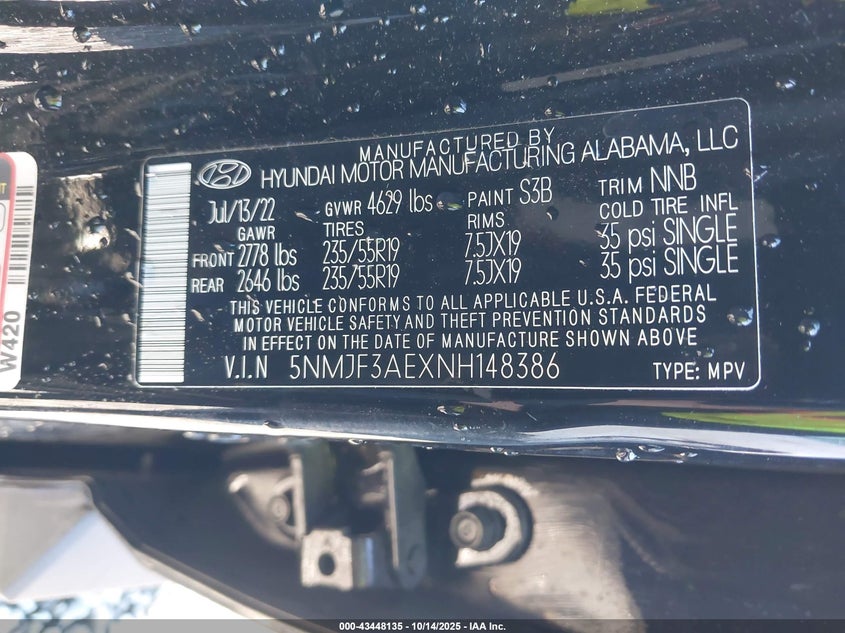 MANUFACTURED BY
HYUNDAI MOTOR MANUFACTURING ALABAMA, LLC
Jul/13/22 GVWR 4629 lbs PAINT S3B TRIM NNB
GAWR TIRES RIMS COLD TIRE INFL
FRONT 2778 lbs 235/55R19 7.5JX19 35 psi SINGLE
REAR 2646 lbs 235/55R19 7.5JX19 35 psi SINGLE
THIS VEHICLE CONFORMS TO ALL APPLICABLE U.S.A. FEDERAL
MOTOR VEHICLE SAFETY AND THEFT PREVENTION STANDARDS
IN EFFECT ON THE DATE OF MANUFACTURE SHOWN ABOVE
V.I.N 5NMJF3AEXNH148386 TYPE: MPV
W420
000-43448135 - 10/14/2025 - IAA Inc.